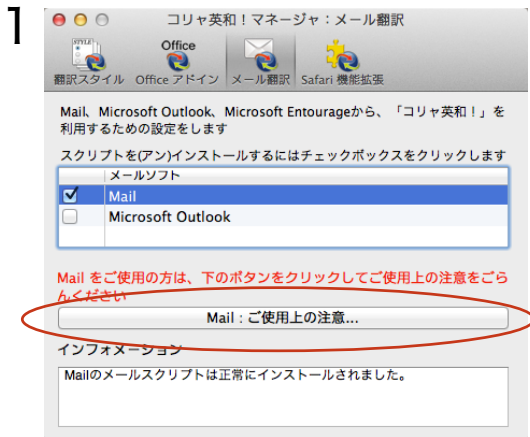 1
コリャ英和！マネージャ：メール翻訳
STYLE
Office
翻訳スタイル Office アドイン メール翻訳 Safari 機能拡張
Mail、Microsoft Outlook、Microsoft Entourageから、「コリャ英和！」を
利用するための設定をします
スクリプトを(アン)インストールするにはチェックボックスをクリックします
メールソフト
Mail
Microsoft Outlook
Mail をご使用の方は、下のボタンをクリックしてご使用上の注意をごら
んください
Mail : ご使用上の注意...
インフォメーション
Mailのメールスクリプトは正常にインストールされました。